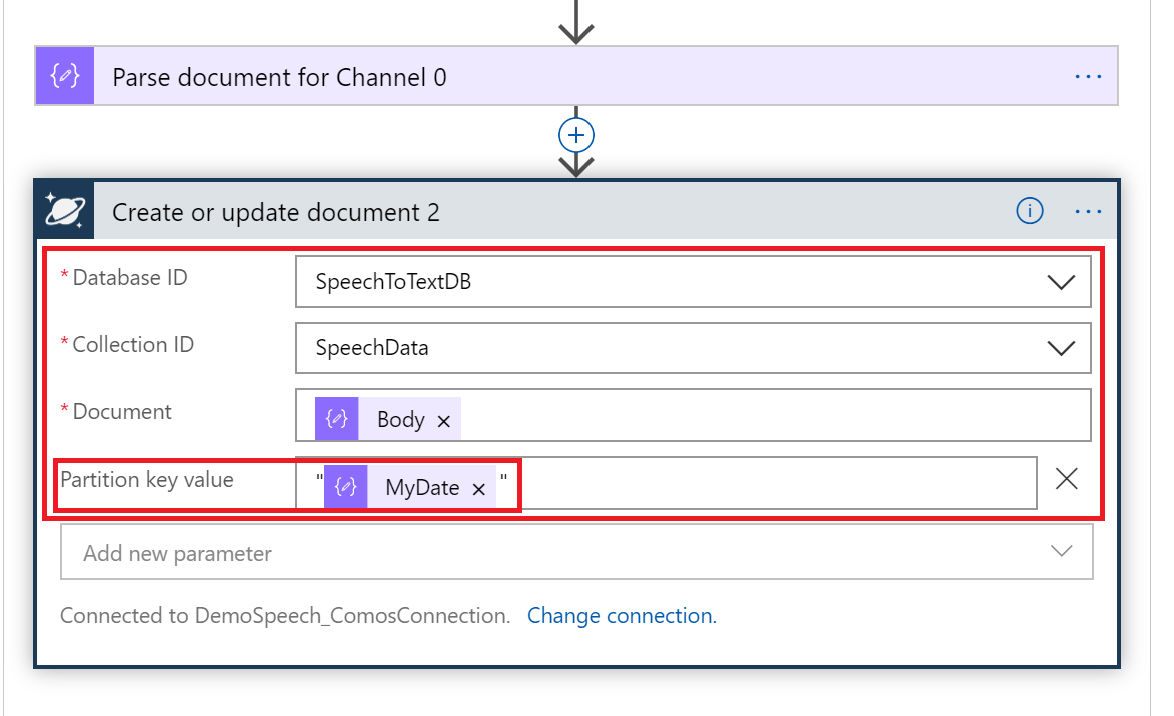 Parse document for Channel 0
Create or update document 2
* Database ID
SpeechToTextDB
* Collection ID
SpeechData
* Document
Body
Partition key value
" MyDate "
Add new parameter
Connected to DemoSpeech_ComosConnection. Change connection.